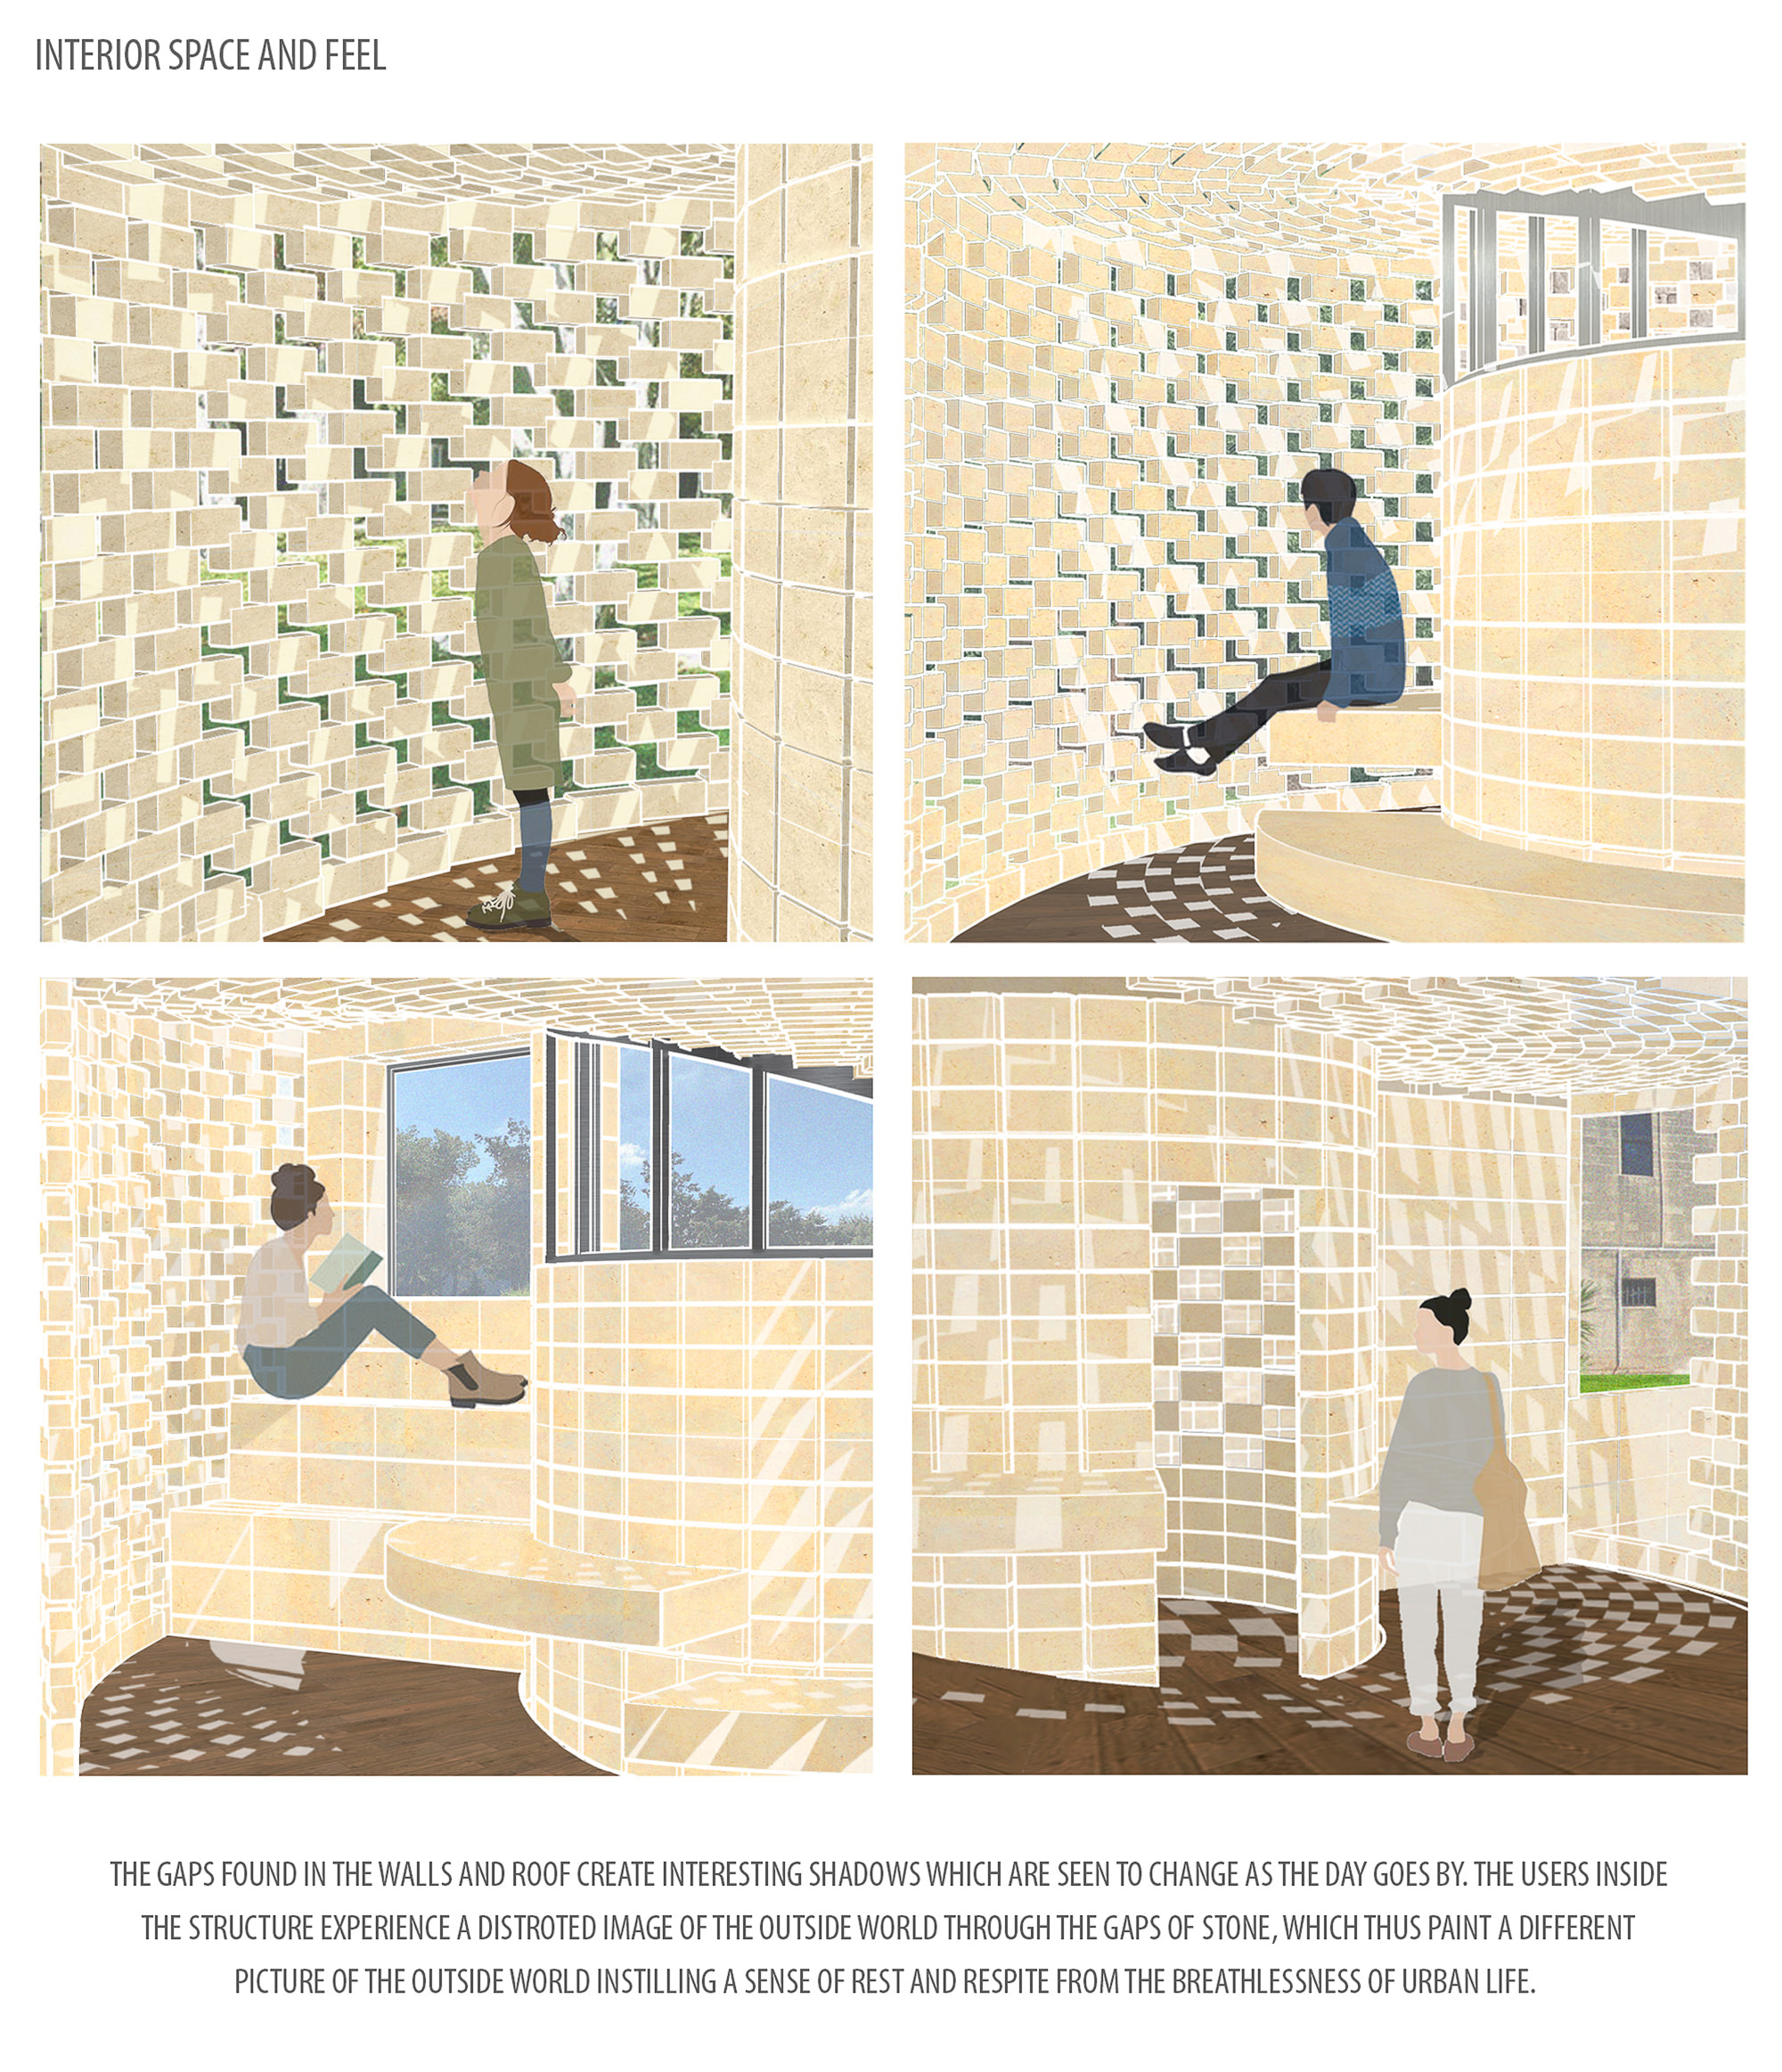 INTERIOR SPACE AND FEEL
THE GAPS FOUND IN THE WALLS AND ROOF CREATE INTERESTING SHADOWS WHICH ARE SEEN TO CHANGE AS THE DAY GOES BY. THE USERS INSIDE
THE STRUCTURE EXPERIENCE A DISTROTED IMAGE OF THE OUTSIDE WORLD THROUGH THE GAPS OF STONE, WHICH THUS PAINT A DIFFERENT
PICTURE OF THE OUTSIDE WORLD INSTILLING A SENSE OF REST AND RESPITE FROM THE BREATHLESSNESS OF URBAN LIFE.